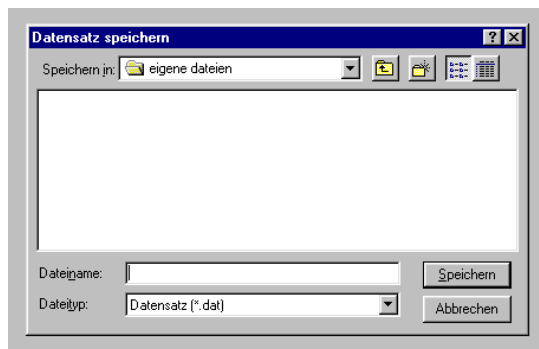 Datensatz speichern
Speichern in: eigene dateien
Dateiname:
Speichern
Dateityp: Datensatz (*.dat)
Abbrechen